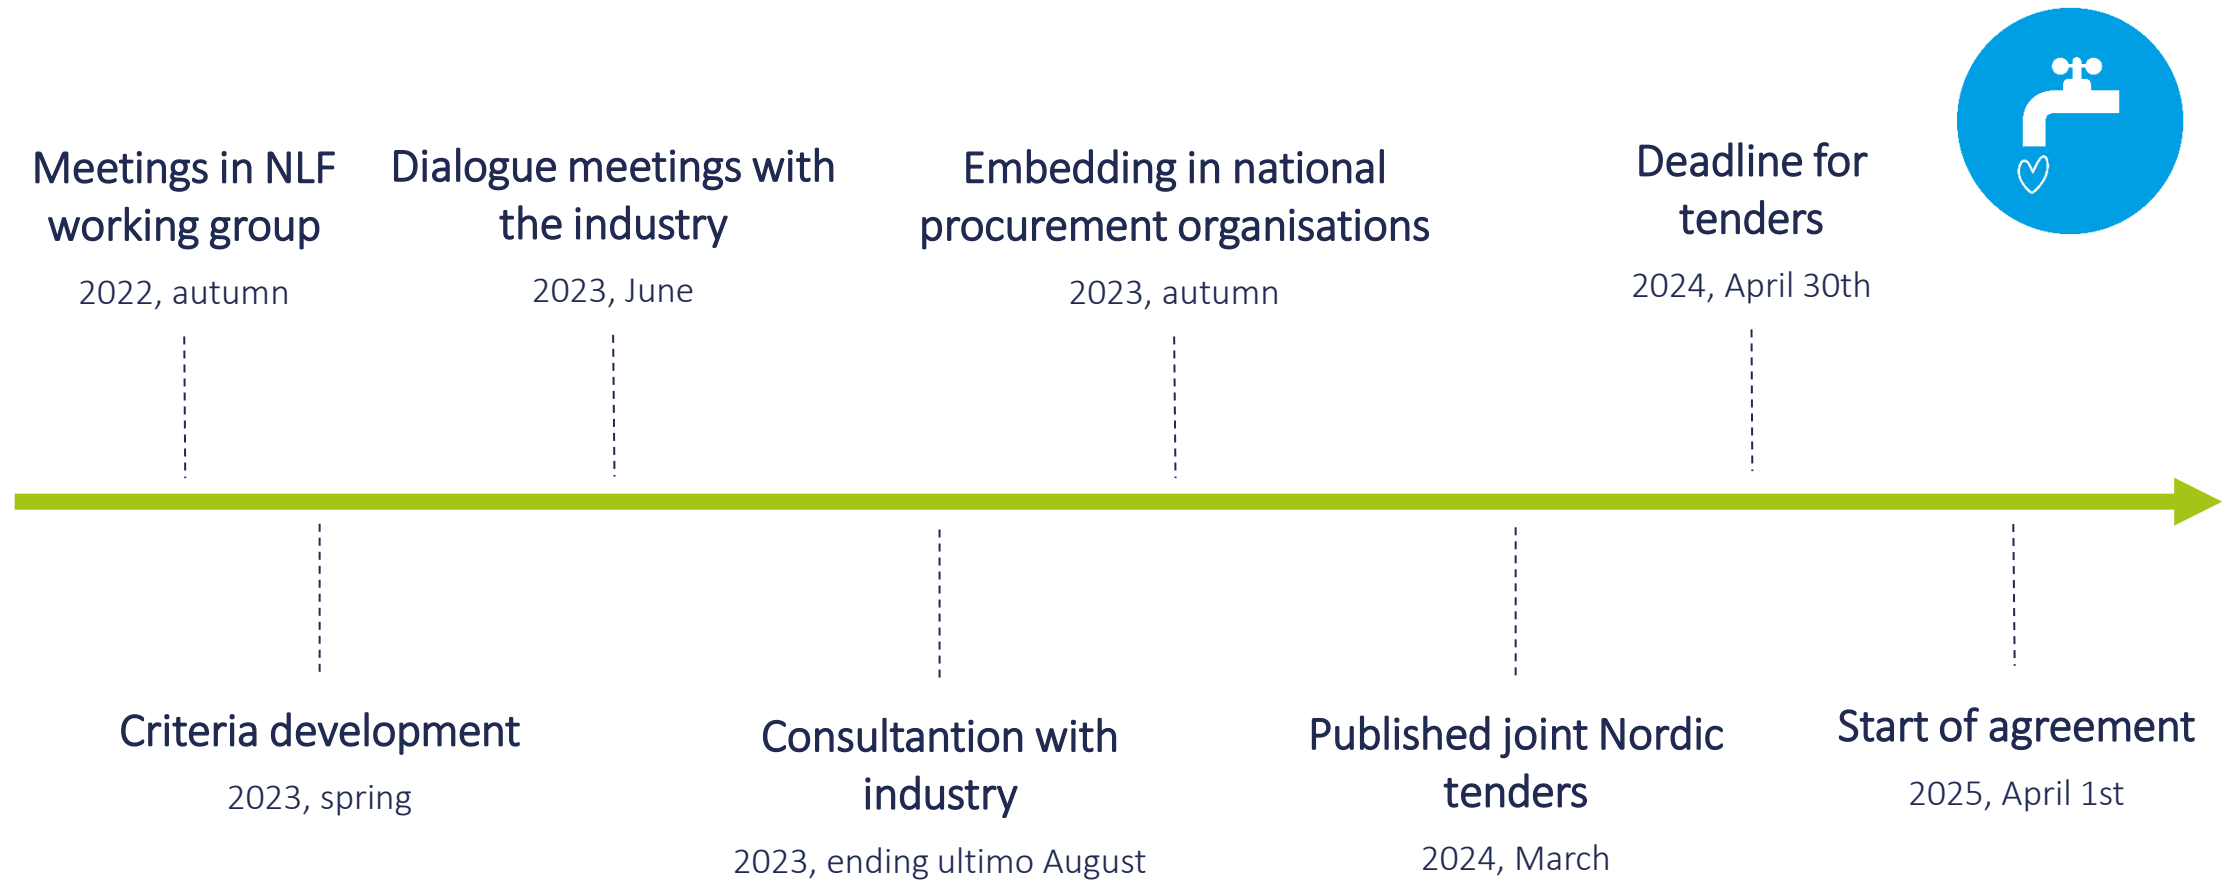 Meetings in NLF
working group
2022, autumn
Dialogue meetings with
the industry
2023, June
Embedding in national
procurement organisations
2023, autumn
Deadline for
tenders
2024, April 30th
Criteria development
2023, spring
Consultantion with
industry
2023, ending ultimo August
Published joint Nordic
tenders
2024, March
Start of agreement
2025, April 1st